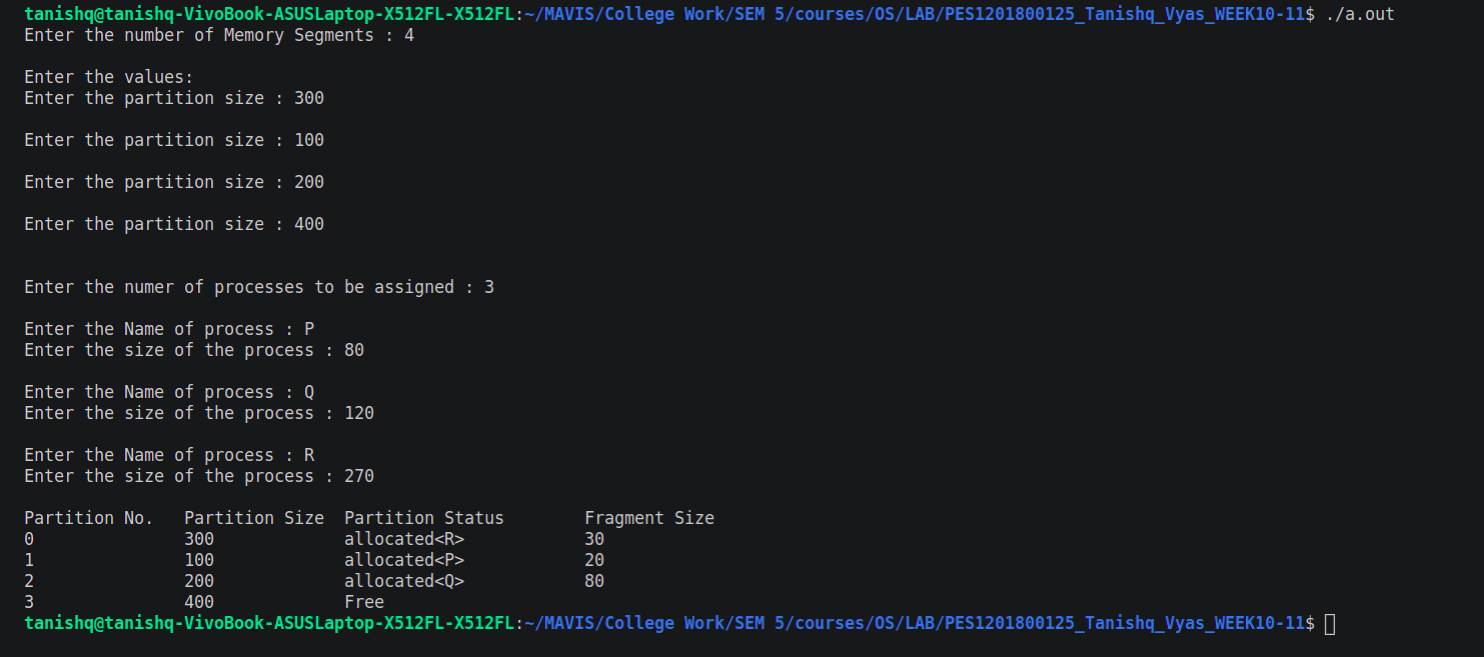 tanishq@tanishq-VivoBook-ASUSLaptop-X512FL-X512FL:~/MAVIS/College Work/SEM 5/courses/OS/LAB/PES1201800125_Tanishq_Vyas_WEEK10-11$ ./a.out
Enter the number of Memory Segments : 4
Enter the values:
Enter the partition size : 300
Enter the partition size : 100
Enter the partition size : 200
Enter the partition size : 400
Enter the numer of processes to be assigned : 3
Enter the Name of process : P
Enter the size of the process : 80
Enter the Name of process : Q
Enter the size of the process : 120
Enter the Name of process : R
Enter the size of the process : 270
Partition No. Partition Size Partition Status Fragment Size
0 300 allocated<R> 30
1 100 allocated<P> 20
2 200 allocated<Q> 80
3 400 Free
tanishq@tanishq-VivoBook-ASUSLaptop-X512FL-X512FL:~/MAVIS/College Work/SEM 5/courses/OS/LAB/PES1201800125_Tanishq_Vyas_WEEK10-11$